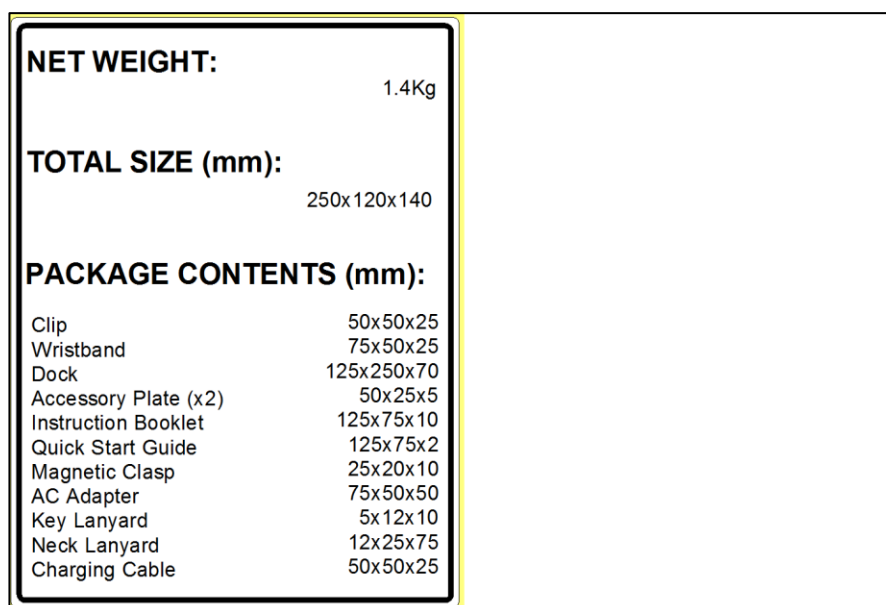 NET WEIGHT:
1.4Kg
TOTAL SIZE (mm):
250x120x140
PACKAGE CONTENTS (mm):
Clip 50x50x25
Wristband 75x50x25
Dock 125x250x70
Accessory Plate (x2) 50x25x5
Instruction Booklet 125x75x10
Quick Start Guide 125x75x2
Magnetic Clasp 25x20x10
AC Adapter 75x50x50
Key Lanyard 5x12x10
Neck Lanyard 12x25x75
Charging Cable 50x50x25